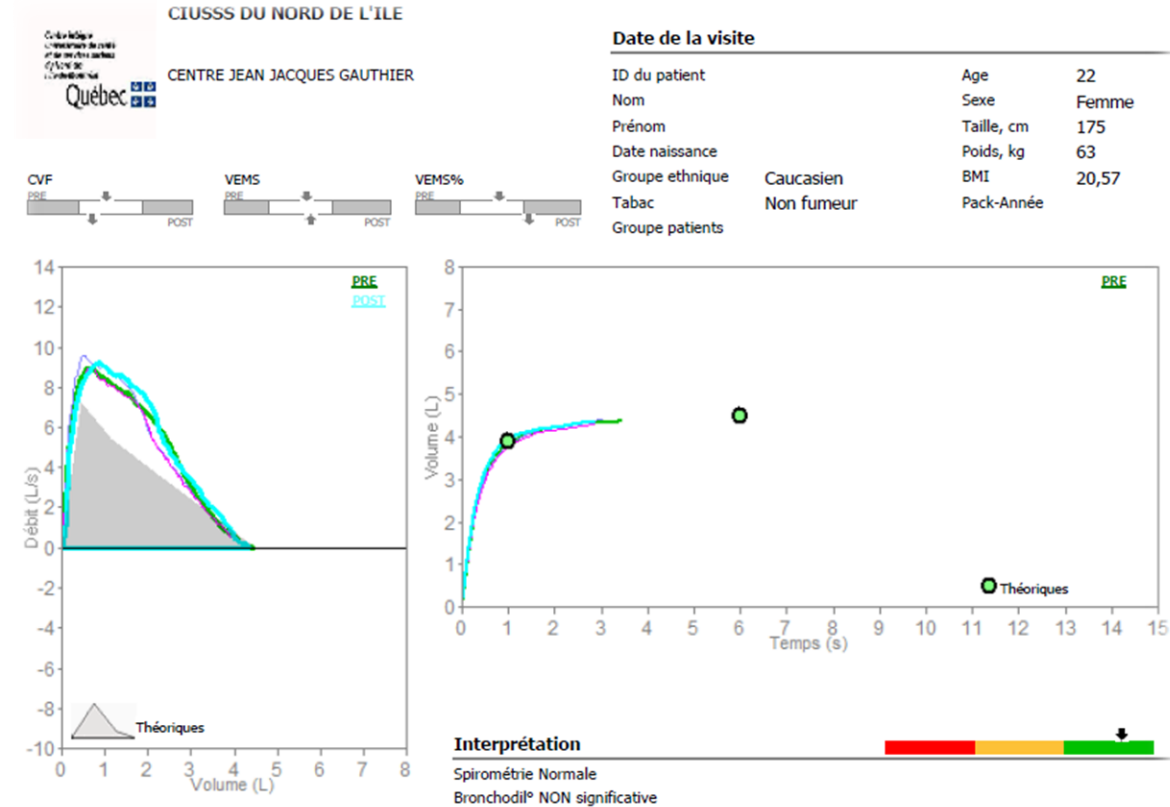 CIUSSS DU NORD DE L'ILE
CENTRE JEAN JACQUES GAUTHIER
Québec
Date de la visite
ID du patient
Age 22
Nom
Sexe Femme
Prénom
Taille, cm 175
Date naissance
Poids, kg 63
Groupe ethnique Caucasien
BMI 20,57
Tabac Non fumeur
Pack-Année
Groupe patients
CVF
PRE
POST
VEMS
PRE
POST
VEMS%
PRE
POST
PRE
POST
14
12
10
8
6
4
2
0
-2
-4
-6
-8
-10
Débit (L/s)
Théoriques
0 1 2 3 4 5 6 7 8
Volume (L)
PRE
8
7
6
5
4
3
2
1
0
Volume (L)
Théoriques
0 1 2 3 4 5 6 7 8 9 10 11 12 13 14 15
Temps (s)
Interprétation
Spirométrie Normale
Bronchodilº NON significative